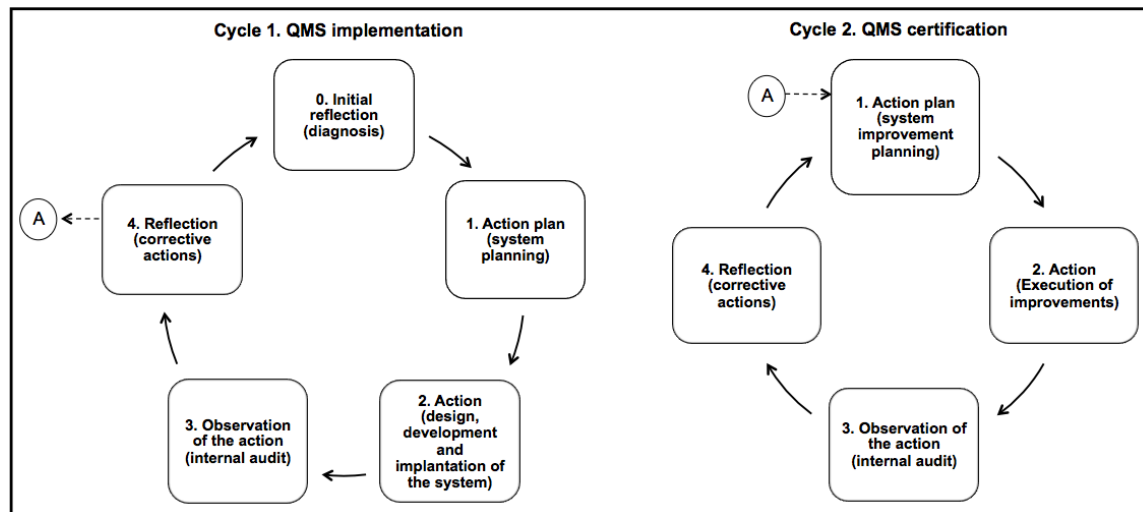 Cycle 1. QMS implementation
0. Initial
reflection
(diagnosis)
1. Action plan
(system
planning)
2. Action
(design,
development
and
implantation of
the system)
3. Observation
of the action
(internal audit)
4. Reflection
(corrective
actions)
A
Cycle 2. QMS certification
A
1. Action plan
(system
improvement
planning)
2. Action
(Execution of
improvements)
3. Observation of
the action
(internal audit)
4. Reflection
(corrective
actions)